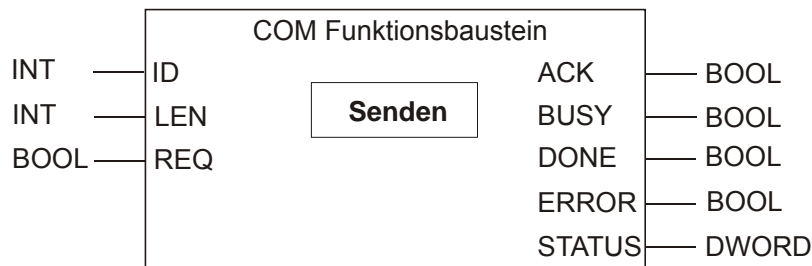 COM Funktionsbaustein
INT ID ACK BOOL
INT LEN Senden BUSY BOOL
BOOL REQ DONE BOOL
ERROR BOOL
STATUS DWORD